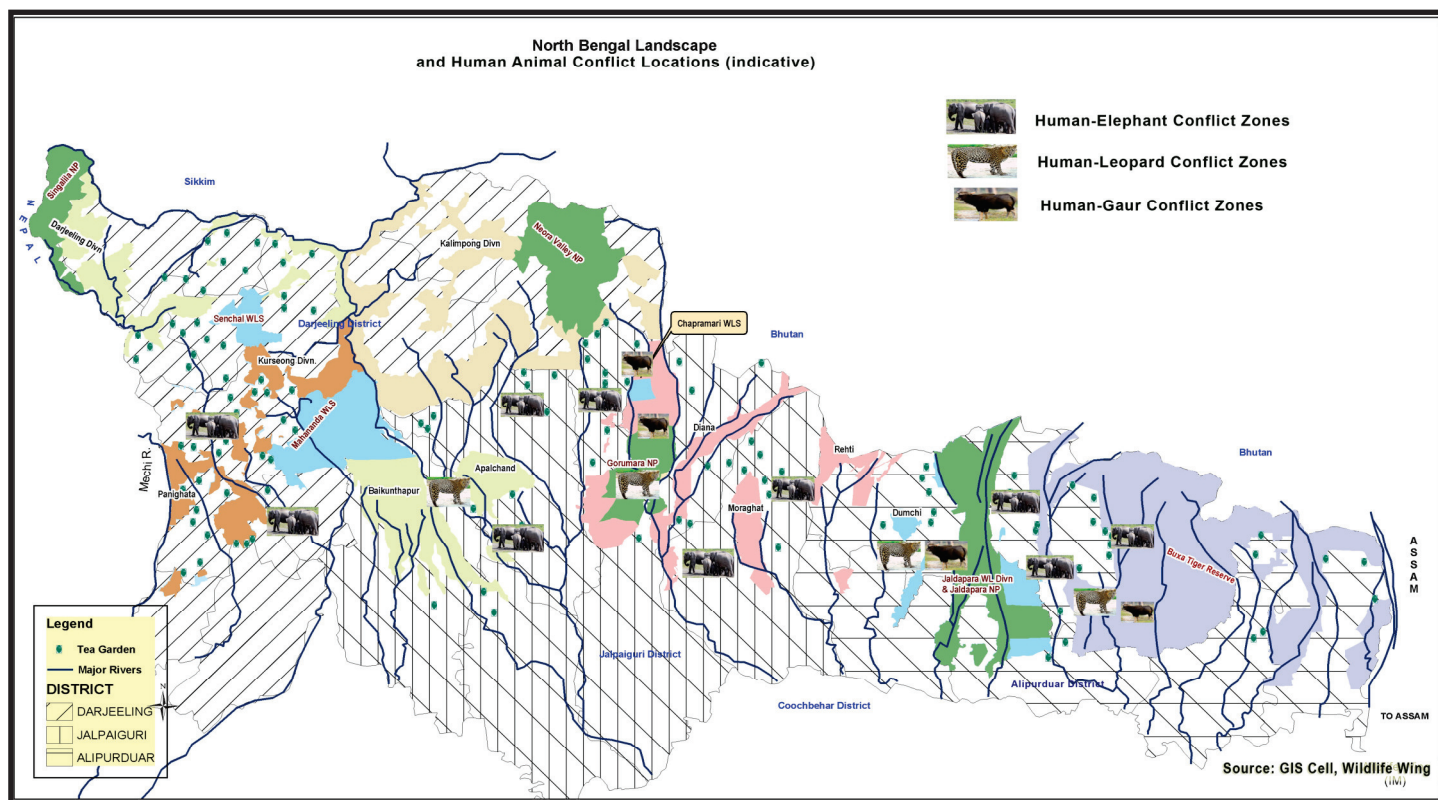 North Bengal Landscape
and Human Animal Conflict Locations (indicative)
Human-Elephant Conflict Zones
Human-Leopard Conflict Zones
Human-Gaur Conflict Zones
Singalila NP
Sikkim
NEPAL
Darjeeling Divn
Kalimpong Divn
Neora Valley NP
Senchal WLS
Darjeeling District
Chapramari WLS
Bhutan
Kurseong Divn.
Mahananda WLS
Diana
Mechi R.
Panighata
Baikunthapur
Apalchand
Gorumara NP
Moraghat
Rehti
Dumchi
Bhutan
Jaldapara WL Divn
& Jaldapara NP
Buxa Tiger Reserve
ASSAM
Jalpaiguri District
Alipurduar District
Coochbehar District
TO ASSAM
Legend
Tea Garden
Major Rivers
DISTRICT
N
DARJEELING
JALPAIGURI
ALIPURDUAR
Source: GIS Cell, Wildlife Wing
(IM)